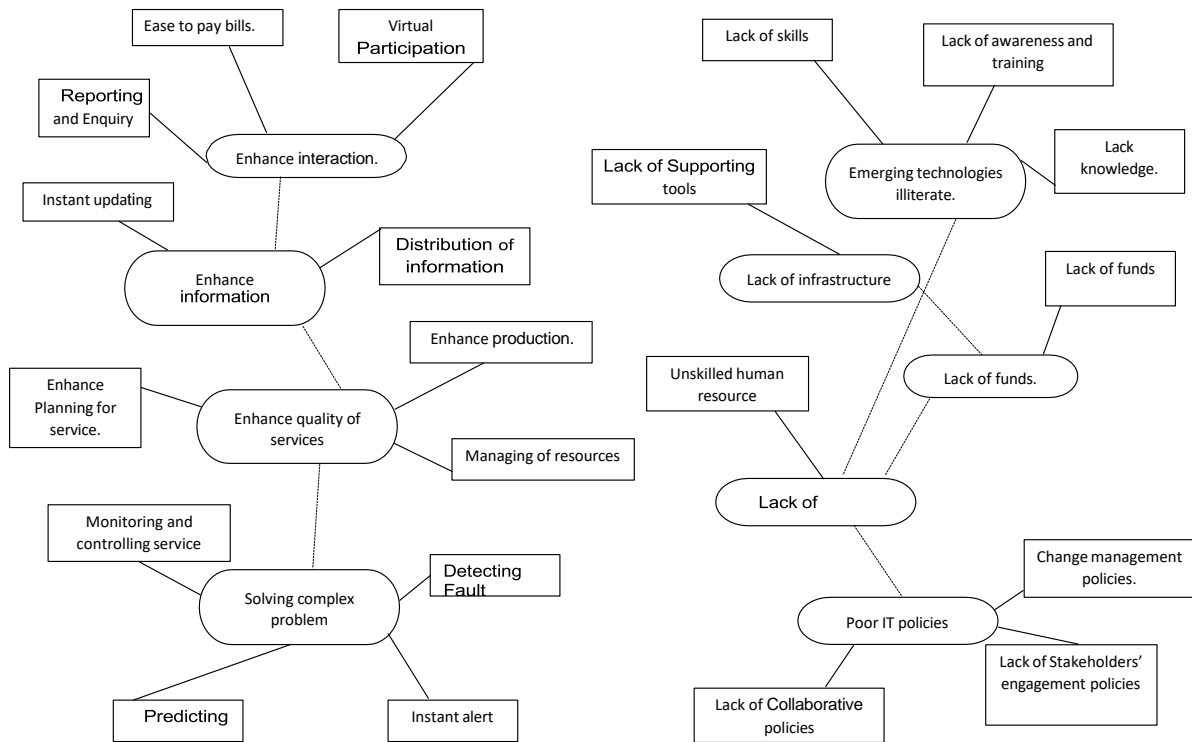 Ease to pay bills.
Virtual
Participation
Reporting
and Enquiry
Enhance interaction.
Instant updating
Distribution of
information
Enhance
information
Enhance production.
Enhance
Planning for
service.
Enhance quality of
services
Managing of resources
Monitoring and
controlling service
Detecting
Fault
Solving complex
problem
Predicting
Instant alert
Lack of skills
Lack of awareness and
training
Lack
knowledge.
Lack of Supporting
tools
Emerging technologies
illiterate.
Lack of infrastructure
Lack of funds
Unskilled human
resource
Lack of funds.
Lack of
Change management
policies.
Poor IT policies
Lack of Stakeholders’
engagement policies
Lack of Collaborative
policies